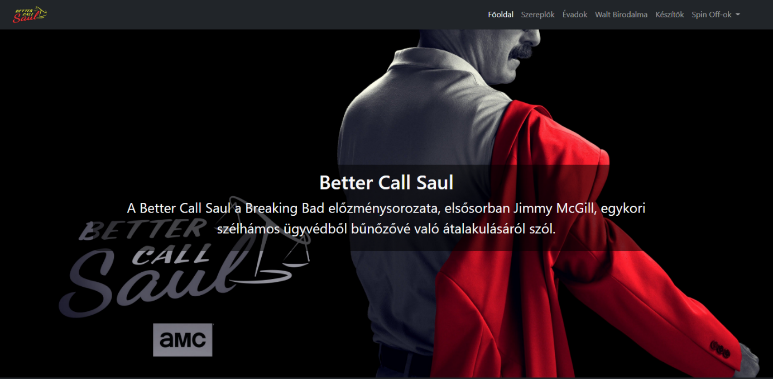 BETTER CALL Saul
Főoldal Szereplők Évadok Walt Birodalma Készítők Spin Off-ok
Better Call Saul
A Better Call Saul a Breaking Bad előzménysorozata, elsősorban Jimmy McGill, egykori
szélhámos ügyvédből bűnözővé való átalakulásáról szól.
BETTER
CALL
Saul
aMC